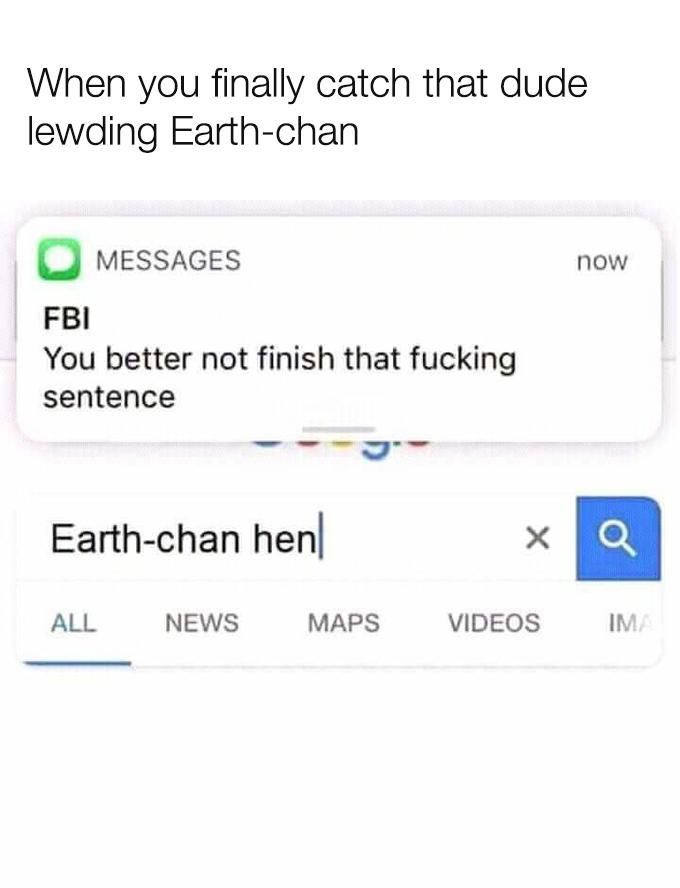 When you finally catch that dude
lewding Earth-chan
MESSAGES now
FBI
You better not finish that fucking
sentence
Earth-chan hen
ALL NEWS MAPS VIDEOS IMA